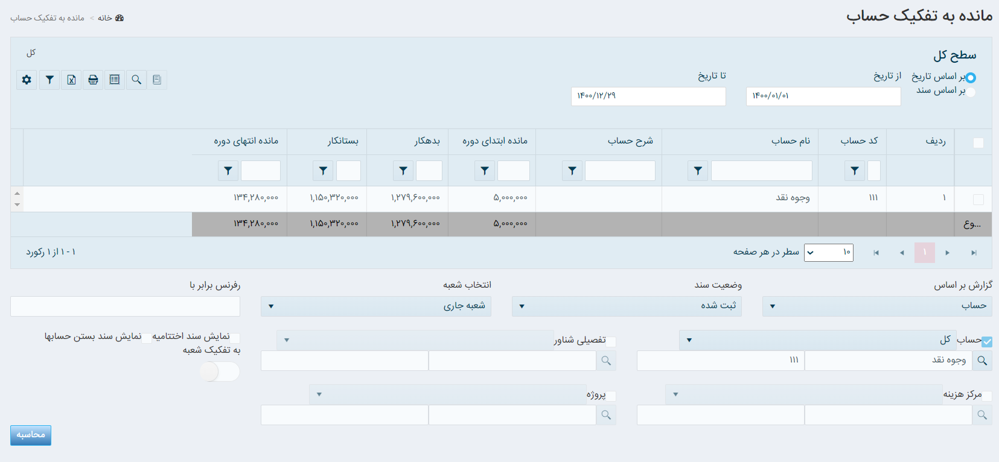 مانده به تفکیک حساب
خانه > مانده به تفکیک حساب
سطح کل
کل
بر اساس تاریخ
بر اساس سند
از تاریخ
۱۴۰۰/۰۱/۰۱
تا تاریخ
۱۴۰۰/۱۲/۲۹
ردیف کد حساب نام حساب شرح حساب مانده ابتدای دوره بدهکار بستانکار مانده انتهای دوره
۱ ۱۱۱ وجوه نقد ۵,۰۰۰,۰۰۰ ۱,۲۷۹,۶۰۰,۰۰۰ ۱,۱۵۰,۳۲۰,۰۰۰ ۱۳۴,۲۸۰,۰۰۰
...وع ۵,۰۰۰,۰۰۰ ۱,۲۷۹,۶۰۰,۰۰۰ ۱,۱۵۰,۳۲۰,۰۰۰ ۱۳۴,۲۸۰,۰۰۰
۱ ۱۰ سطر در هر صفحه ۱ - ۱ از ۱ رکورد
گزارش بر اساس وضعیت سند انتخاب شعبه رفرنس برابر با
حساب ثبت شده شعبه جاری
حساب کل تفصیلی شناور نمایش سند اختتامیه نمایش سند بستن حسابها
وجوه نقد ۱۱۱ به تفکیک شعبه
مرکز هزینه پروژه
محاسبه